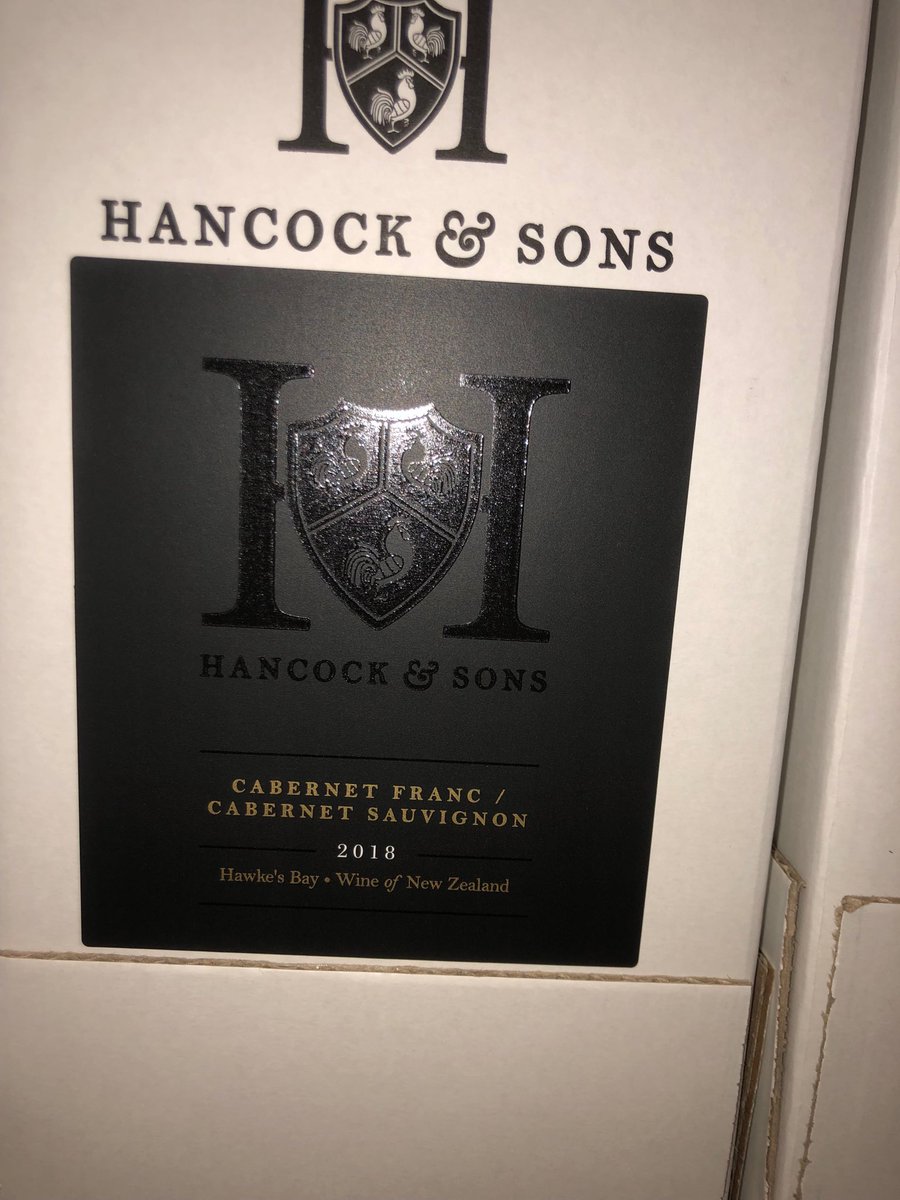 H
HANCOCK & SONS
H
HANCOCK & SONS
CABERNET FRANC /
CABERNET SAUVIGNON
2018
Hawke's Bay • Wine of New Zealand